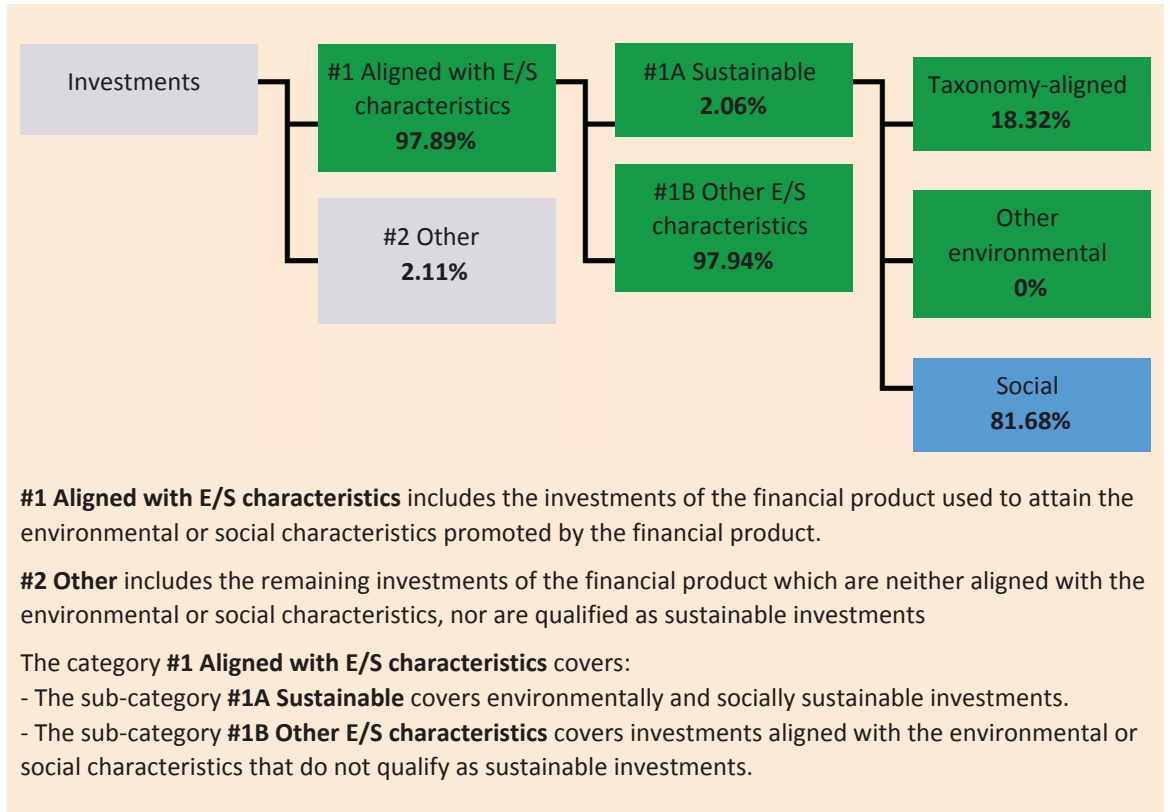 Investments
#1 Aligned with E/S
characteristics
97.89%
#2 Other
2.11%
#1A Sustainable
2.06%
#1B Other E/S
characteristics
97.94%
Taxonomy-aligned
18.32%
Other
environmental
0%
Social
81.68%
#1 Aligned with E/S characteristics includes the investments of the financial product used to attain the
environmental or social characteristics promoted by the financial product.
#2 Other includes the remaining investments of the financial product which are neither aligned with the
environmental or social characteristics, nor are qualified as sustainable investments
The category #1 Aligned with E/S characteristics covers:
- The sub-category #1A Sustainable covers environmentally and socially sustainable investments.
- The sub-category #1B Other E/S characteristics covers investments aligned with the environmental or
social characteristics that do not qualify as sustainable investments.